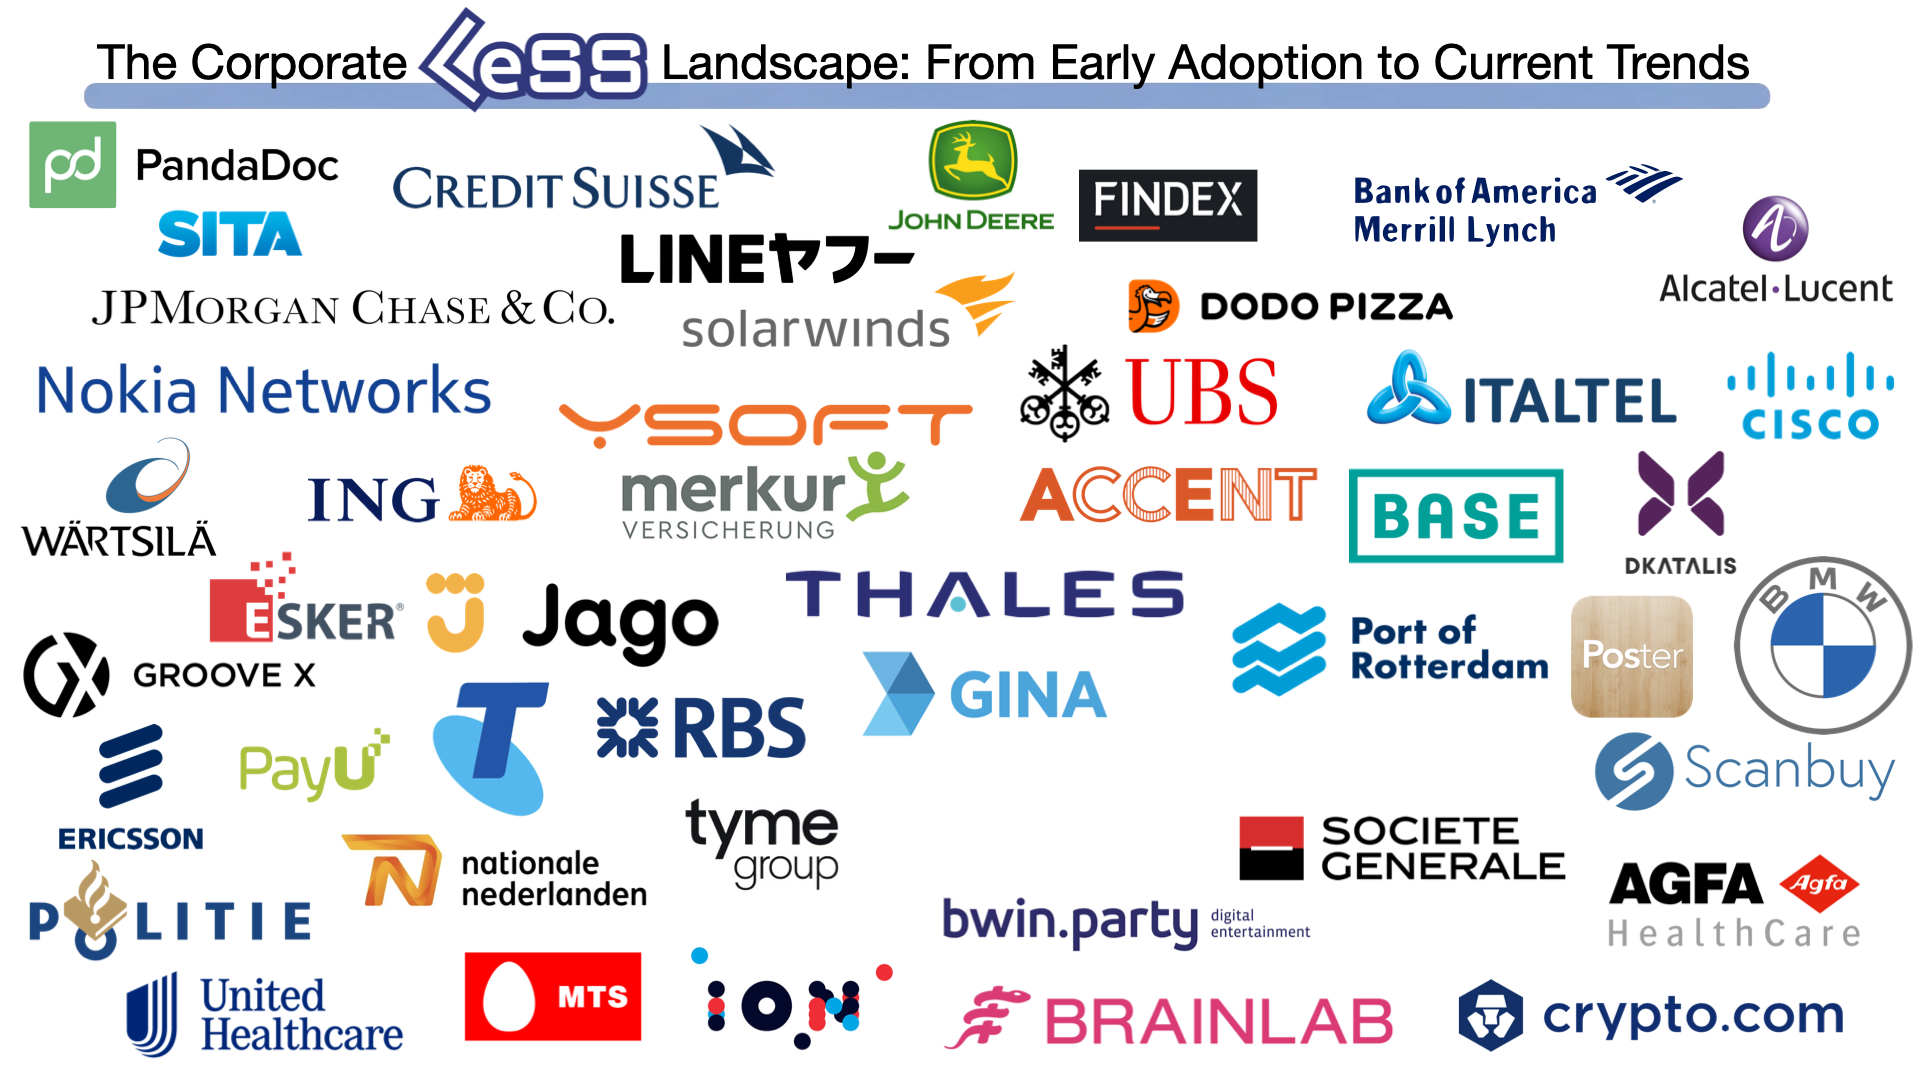 The Corporate LeSS Landscape: From Early Adoption to Current Trends
pd PandaDoc
CREDIT SUISSE
JOHN DEERE
FINDEX
Bank of America
Merrill Lynch
SITA
LINEヤフー
Alcatel·Lucent
JPMORGAN CHASE & CO.
solarwinds
DODO PIZZA
Nokia Networks
YSOFT
UBS
ITALTEL
CISCO
WÄRTSILÄ
ING
merkur
VERSICHERUNG
ACCENT
BASE
DKATALIS
ESKER®
Jago
THALES
Port of
Rotterdam
Poster
BMW
GROOVE X
GINA
ERICSSON
PayU
T
RBS
Scanbuy
nationale
nederlanden
tyme
group
SOCIETE
GENERALE
AGFA Agfa
HealthCare
POLITIE
bwin.party digital
entertainment
United
Healthcare
MTS
iON
BRAINLAB
crypto.com